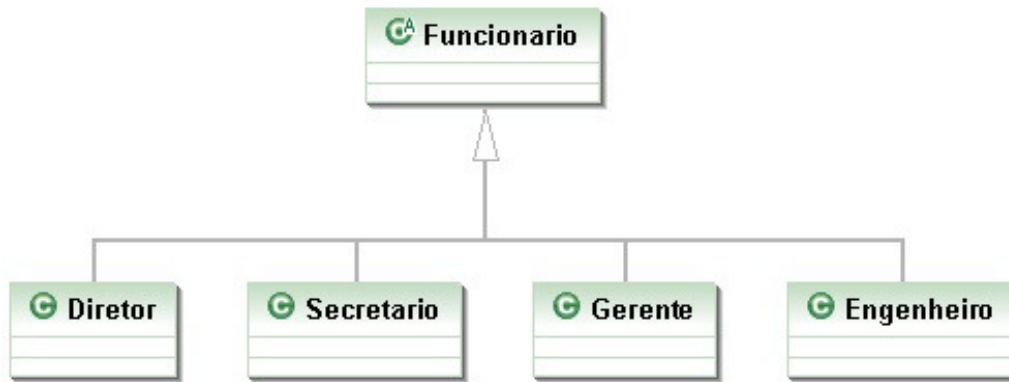 Funcionario
Diretor
Secretario
Gerente
Engenheiro